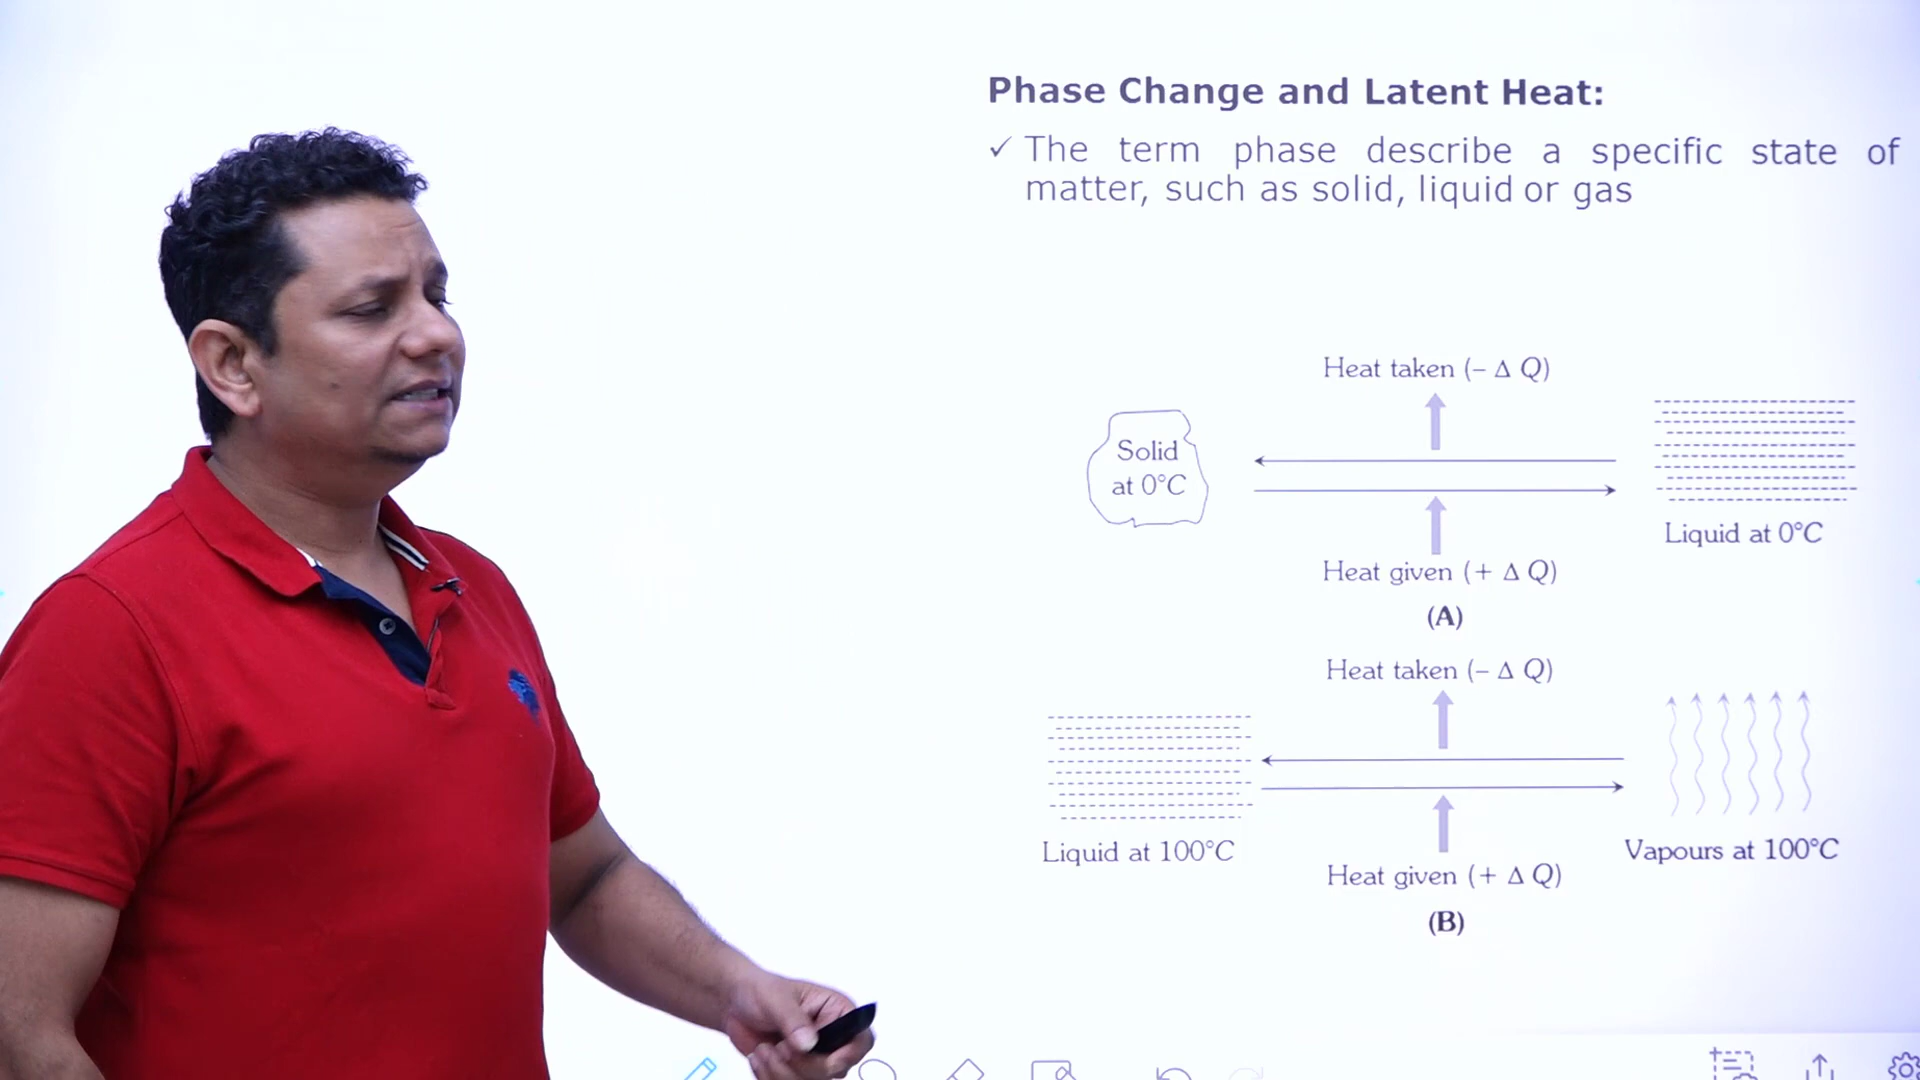 Phase Change and Latent Heat:
✓ The term phase describe a specific state of
matter, such as solid, liquid or gas
Heat taken (– Δ Q)
Solid
at 0°C
Liquid at 0°C
Heat given (+ Δ Q)
(A)
Heat taken (– Δ Q)
Liquid at 100°C
Vapours at 100°C
Heat given (+ Δ Q)
(B)